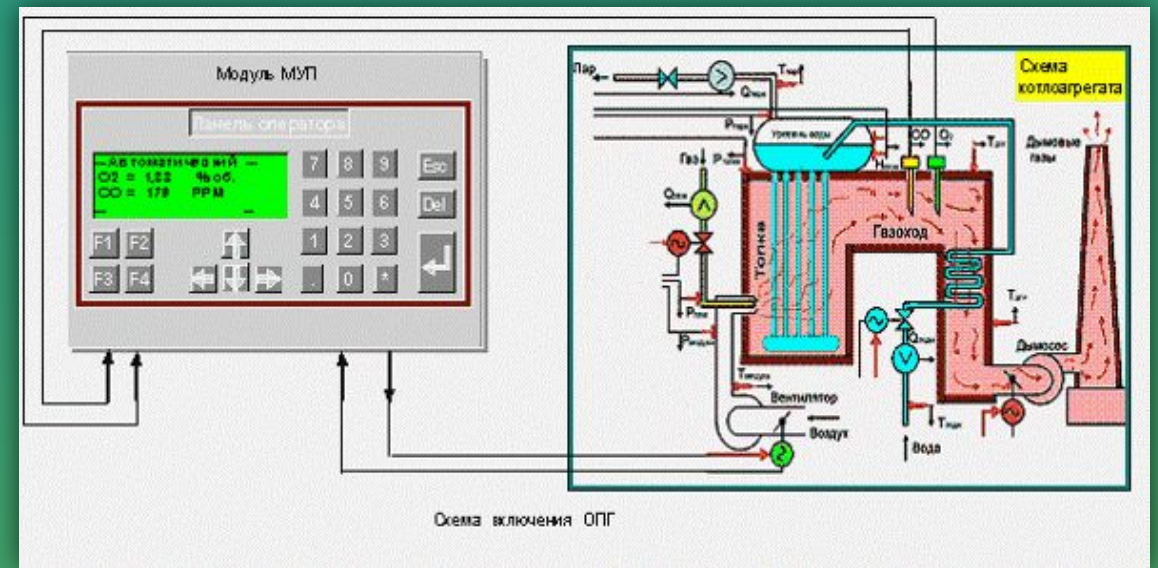 Модуль МУП
Панель оператора
—Автоматический —
O2 = 1,83 %об.
CO = 179 PPM
7 8 9 Esc
4 5 6 Del
F1 F2 1 2 3
F3 F4 . 0 *
Схема
котлоагрегата
Пар
Уровень воды
CO O₂
Дымовые
газы
Газ
Топка
Газоход
Дымосос
Вентилятор
Воздух
Вода
Схема включения ОПГ